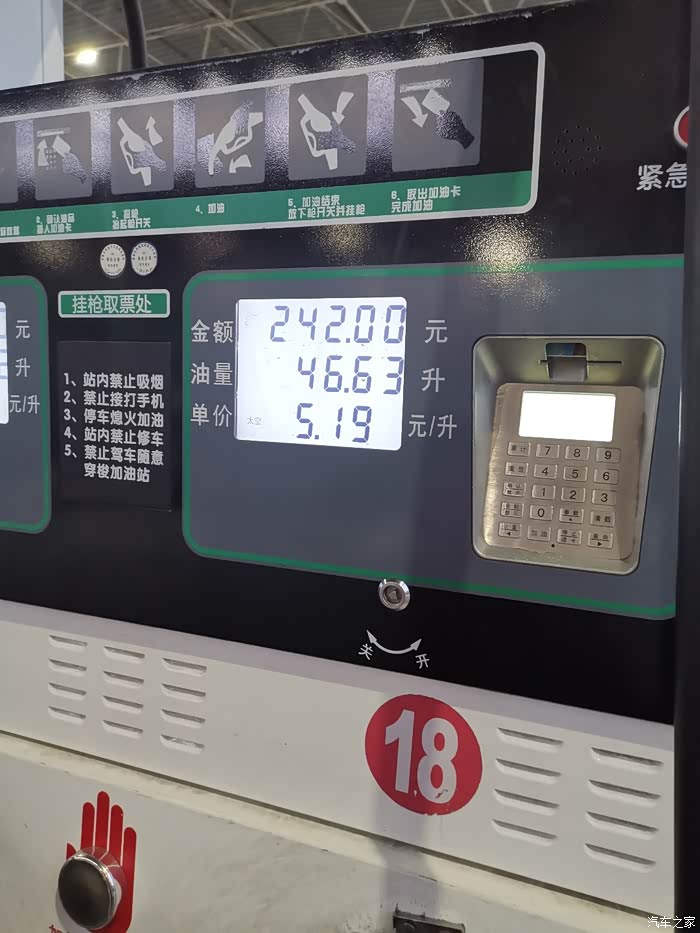 2、确认油品
插入加油卡
3、提枪
抬起枪开关
4、加油
5、加油结束
放下枪开关并挂枪
6、取出加油卡
完成加油
紧急
挂枪取票处
元
升
元/升
1、站内禁止吸烟
2、禁止接打手机
3、停车熄火加油
4、站内禁止修车
5、禁止驾车随意
穿梭加油站
金额 242.00 元
油量 46.63 升
单价 5.19 元/升
太空
累计 7 8 9
4 5 6
1 2 3
0
关 开
18
汽车之家